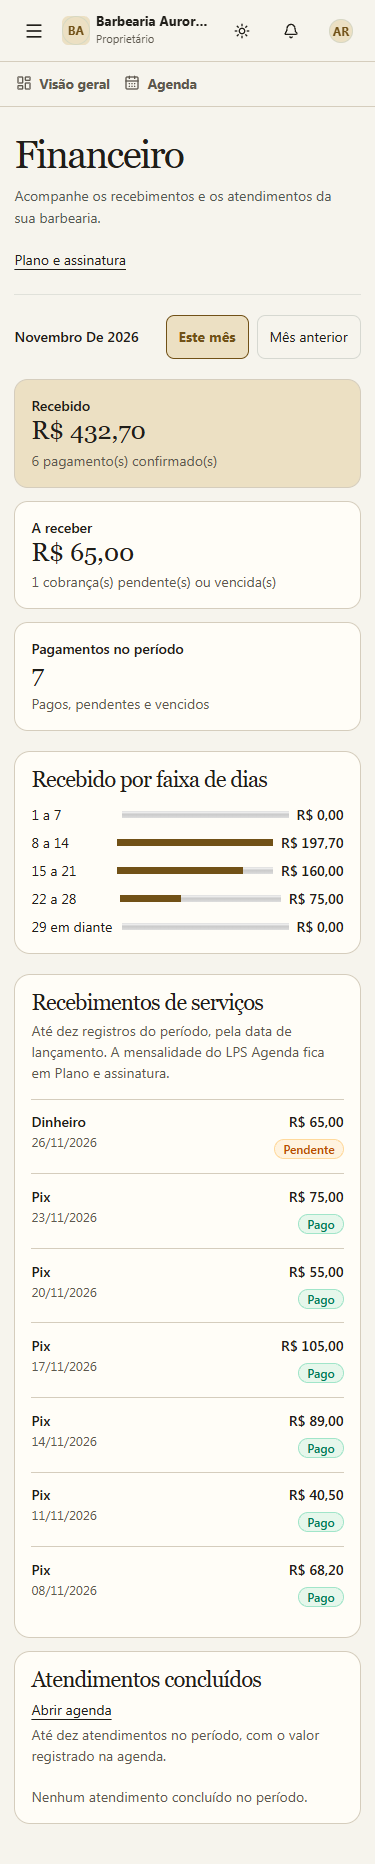 BA
Barbearia Auror...
Proprietário
AR
Visão geral
Agenda
Financeiro
Acompanhe os recebimentos e os atendimentos da
sua barbearia.
Plano e assinatura
Novembro De 2026
Este mês
Mês anterior
Recebido
R$ 432,70
6 pagamento(s) confirmado(s)
A receber
R$ 65,00
1 cobrança(s) pendente(s) ou vencida(s)
Pagamentos no período
7
Pagos, pendentes e vencidos
Recebido por faixa de dias
1 a 7 R$ 0,00
8 a 14 R$ 197,70
15 a 21 R$ 160,00
22 a 28 R$ 75,00
29 em diante R$ 0,00
Recebimentos de serviços
Até dez registros do período, pela data de
lançamento. A mensalidade do LPS Agenda fica
em Plano e assinatura.
Dinheiro R$ 65,00
26/11/2026 Pendente
Pix R$ 75,00
23/11/2026 Pago
Pix R$ 55,00
20/11/2026 Pago
Pix R$ 105,00
17/11/2026 Pago
Pix R$ 89,00
14/11/2026 Pago
Pix R$ 40,50
11/11/2026 Pago
Pix R$ 68,20
08/11/2026 Pago
Atendimentos concluídos
Abrir agenda
Até dez atendimentos no período, com o valor
registrado na agenda.
Nenhum atendimento concluído no período.